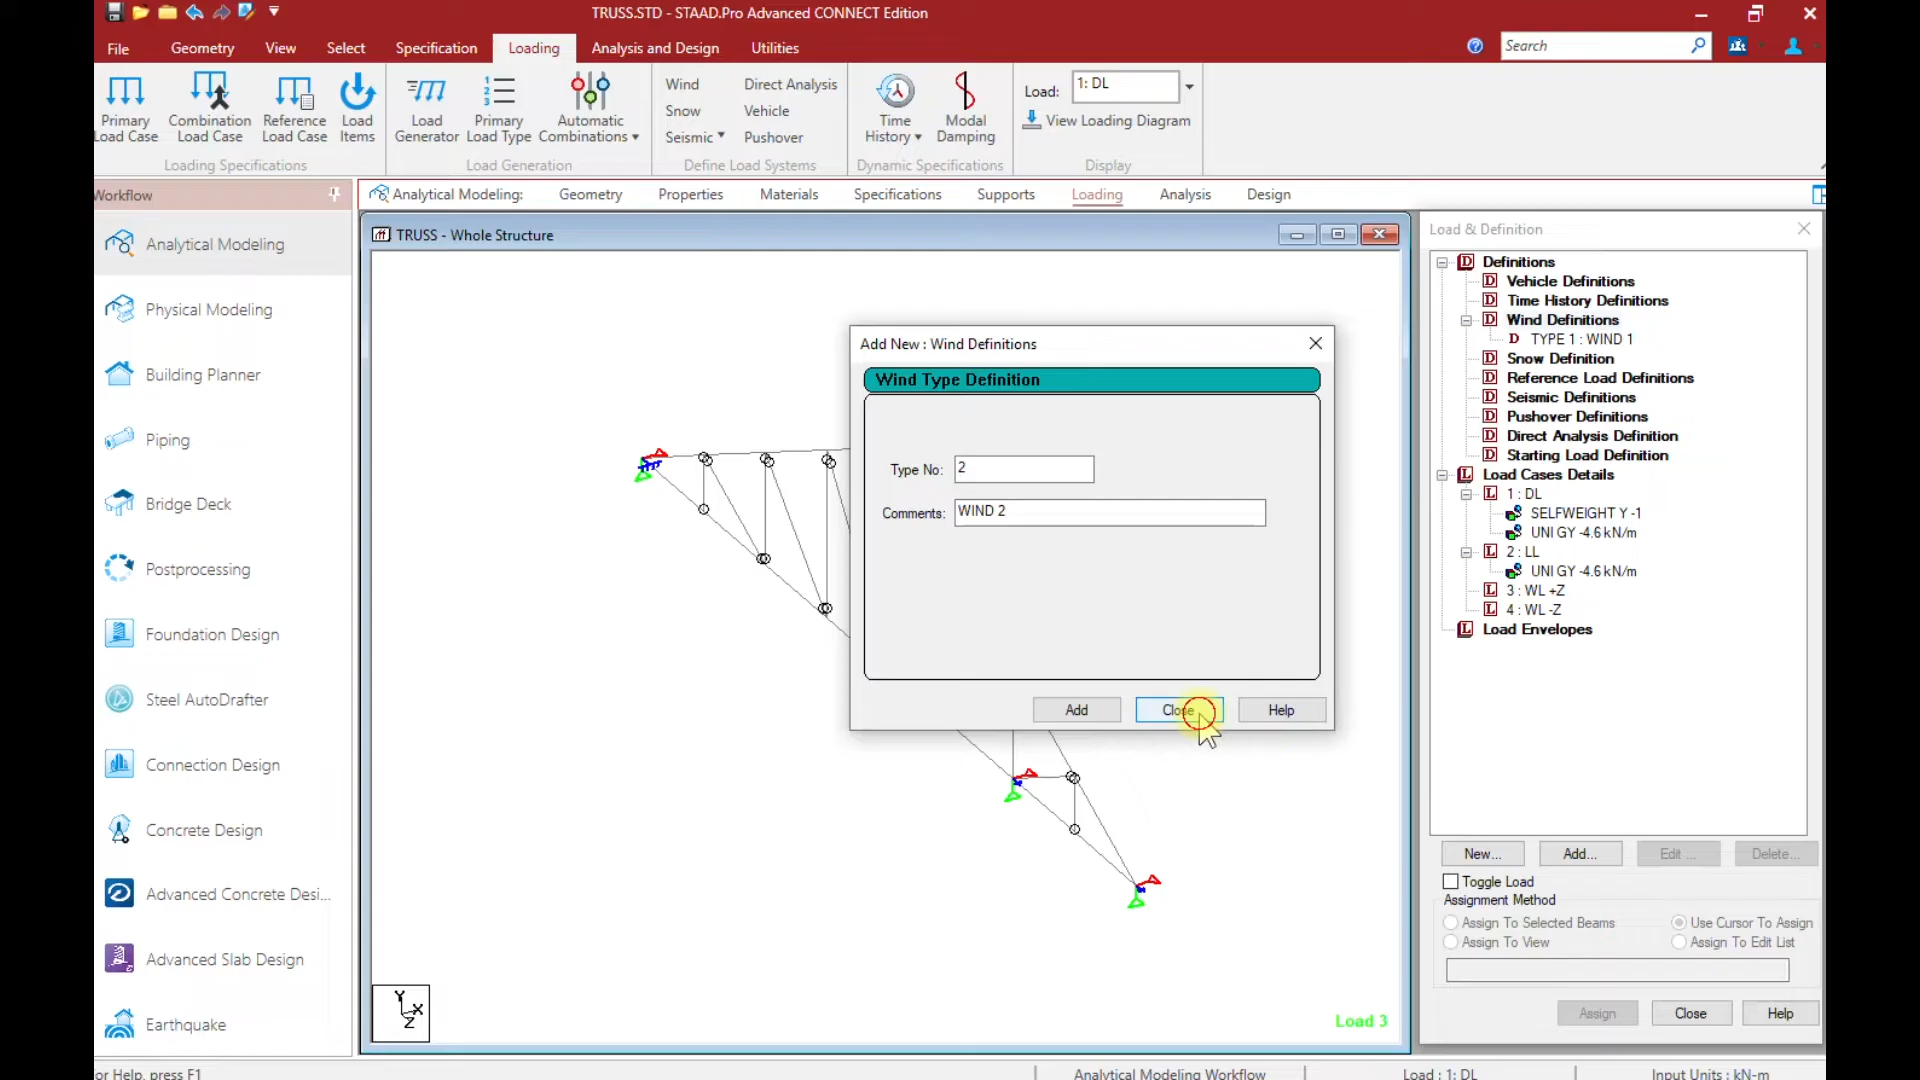 TRUSS.STD - STAAD.Pro Advanced CONNECT Edition
File
Geometry
View
Select
Specification
Loading
Analysis and Design
Utilities
Search
Primary Load Case
Combination Load Case
Reference Load Case
Load Items
Loading Specifications
Load Generator
Primary Load Type
Automatic Combinations
Load Generation
Wind
Snow
Seismic
Direct Analysis
Vehicle
Pushover
Define Load Systems
Time History
Modal Damping
Dynamic Specifications
Load: 1: DL
View Loading Diagram
Display
Workflow
Analytical Modeling:
Geometry
Properties
Materials
Specifications
Supports
Loading
Analysis
Design
Analytical Modeling
Physical Modeling
Building Planner
Piping
Bridge Deck
Postprocessing
Foundation Design
Steel AutoDrafter
Connection Design
Concrete Design
Advanced Concrete Desi...
Advanced Slab Design
Earthquake
TRUSS - Whole Structure
Y
X
Z
Load 3
Add New : Wind Definitions
Wind Type Definition
Type No: 2
Comments: WIND 2
Add
Close
Help
Load & Definition
Definitions
Vehicle Definitions
Time History Definitions
Wind Definitions
TYPE 1 : WIND 1
Snow Definition
Reference Load Definitions
Seismic Definitions
Pushover Definitions
Direct Analysis Definition
Starting Load Definition
Load Cases Details
1 : DL
SELFWEIGHT Y -1
UNI GY -4.6 kN/m
2 : LL
UNI GY -4.6 kN/m
3 : WL +Z
4 : WL -Z
Load Envelopes
New...
Add...
Edit ...
Delete...
Toggle Load
Assignment Method
Assign To Selected Beams
Use Cursor To Assign
Assign To View
Assign To Edit List
Assign
Close
Help
or Help, press F1
Analytical Modeling Workflow
Load : 1: DL
Input Units : kN-m